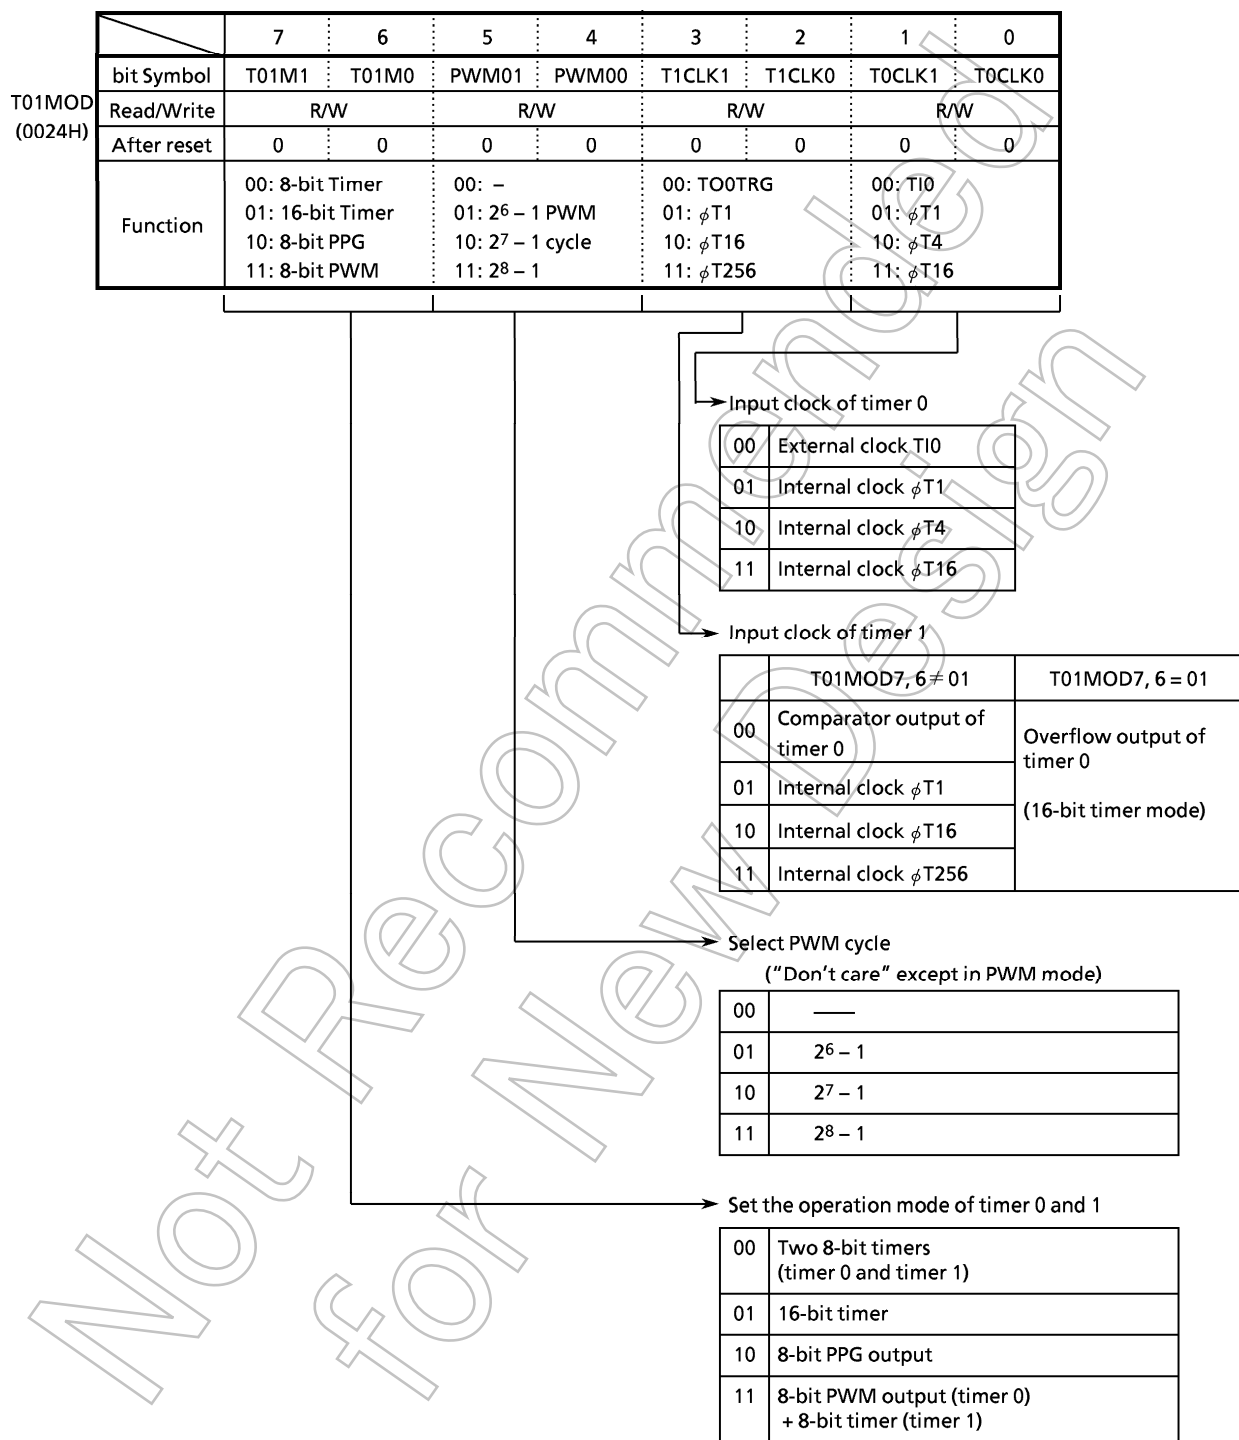 7 6 5 4 3 2 1 0
bit Symbol T01M1 T01M0 PWM01 PWM00 T1CLK1 T1CLK0 T0CLK1 T0CLK0
T01MOD
(0024H)
Read/Write R/W R/W R/W R/W
After reset 0 0 0 0 0 0 0 0
Function
00: 8-bit Timer 00: – 00: TO0TRG 00: TI0
01: 16-bit Timer 01: 2⁶ – 1 PWM 01: ϕT1 01: ϕT1
10: 8-bit PPG 10: 2⁷ – 1 cycle 10: ϕT16 10: ϕT4
11: 8-bit PWM 11: 2⁸ – 1 11: ϕT256 11: ϕT16
Input clock of timer 0
00 External clock TI0
01 Internal clock ϕT1
10 Internal clock ϕT4
11 Internal clock ϕT16
Input clock of timer 1
T01MOD7, 6 ≠ 01 T01MOD7, 6 = 01
00 Comparator output of
timer 0
01 Internal clock ϕT1
10 Internal clock ϕT16
11 Internal clock ϕT256
Overflow output of
timer 0
(16-bit timer mode)
Select PWM cycle
("Don't care" except in PWM mode)
00 ——
01 2⁶ – 1
10 2⁷ – 1
11 2⁸ – 1
Set the operation mode of timer 0 and 1
00 Two 8-bit timers
(timer 0 and timer 1)
01 16-bit timer
10 8-bit PPG output
11 8-bit PWM output (timer 0)
+ 8-bit timer (timer 1)
Not Recommended
for New Design